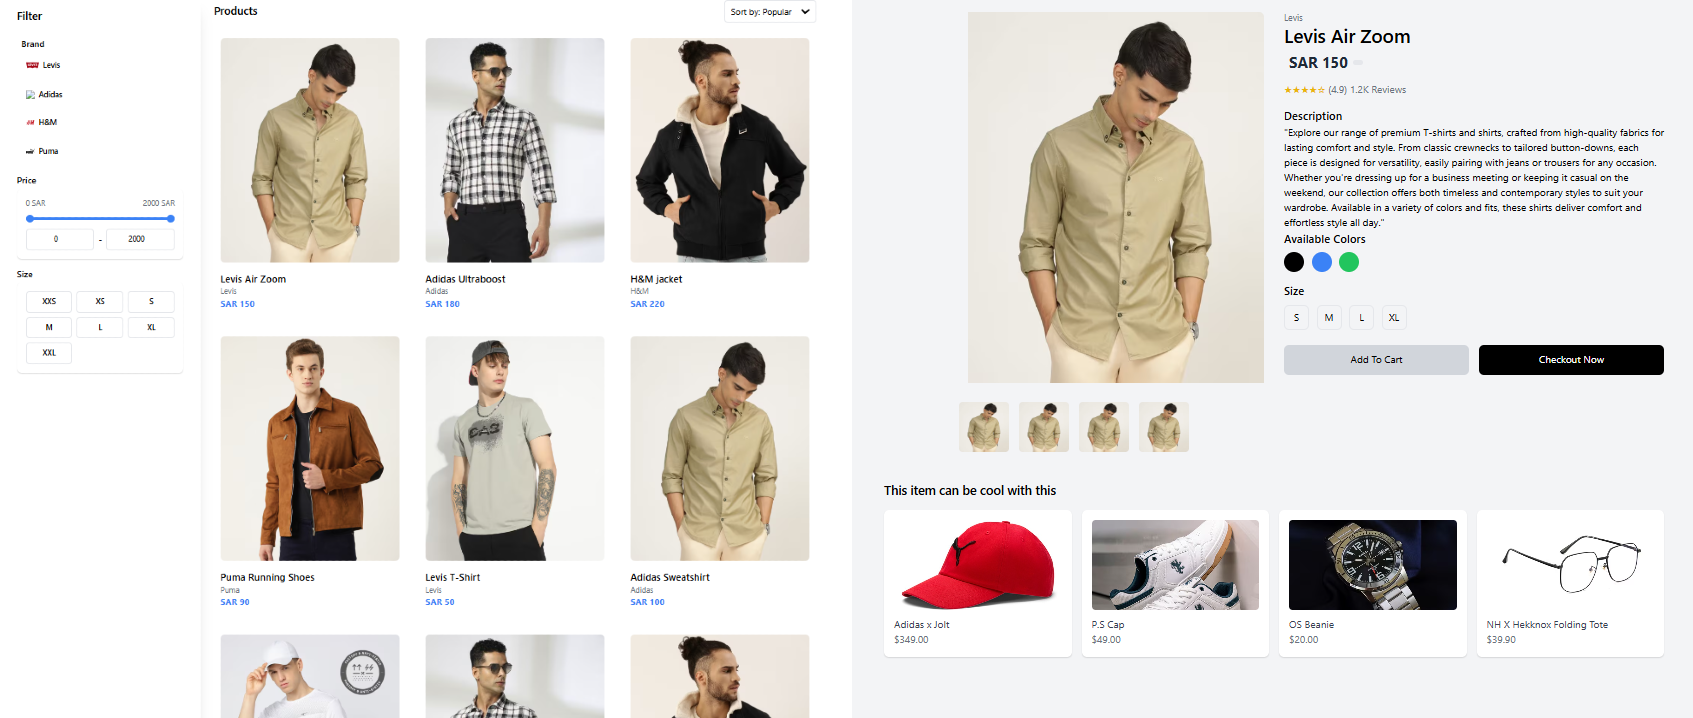 Filter
Brand
Levis
Adidas
H&M
Puma
Price
0 SAR
2000 SAR
0
-
2000
Size
XXS
XS
S
M
L
XL
XXL
Products
Sort by: Popular
Levis Air Zoom
Levis
SAR 150
Adidas Ultraboost
Adidas
SAR 180
H&M jacket
H&M
SAR 220
Puma Running Shoes
Puma
SAR 90
CAS
Levis T-Shirt
Levis
SAR 50
Adidas Sweatshirt
Adidas
SAR 100
Levis
Levis Air Zoom
SAR 150
★★★★☆ (4.9) 1.2K Reviews
Description
"Explore our range of premium T-shirts and shirts, crafted from high-quality fabrics for
lasting comfort and style. From classic crewnecks to tailored button-downs, each
piece is designed for versatility, easily pairing with jeans or trousers for any occasion.
Whether you're dressing up for a business meeting or keeping it casual on the
weekend, our collection offers both timeless and contemporary styles to suit your
wardrobe. Available in a variety of colors and fits, these shirts deliver comfort and
effortless style all day."
Available Colors
Size
S
M
L
XL
Add To Cart
Checkout Now
This item can be cool with this
Adidas x Jolt
$349.00
P.S Cap
$49.00
OS Beanie
$20.00
NH X Hekknox Folding Tote
$39.90